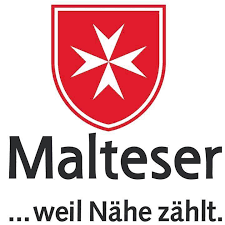 Malteser
...weil Nähe zählt.